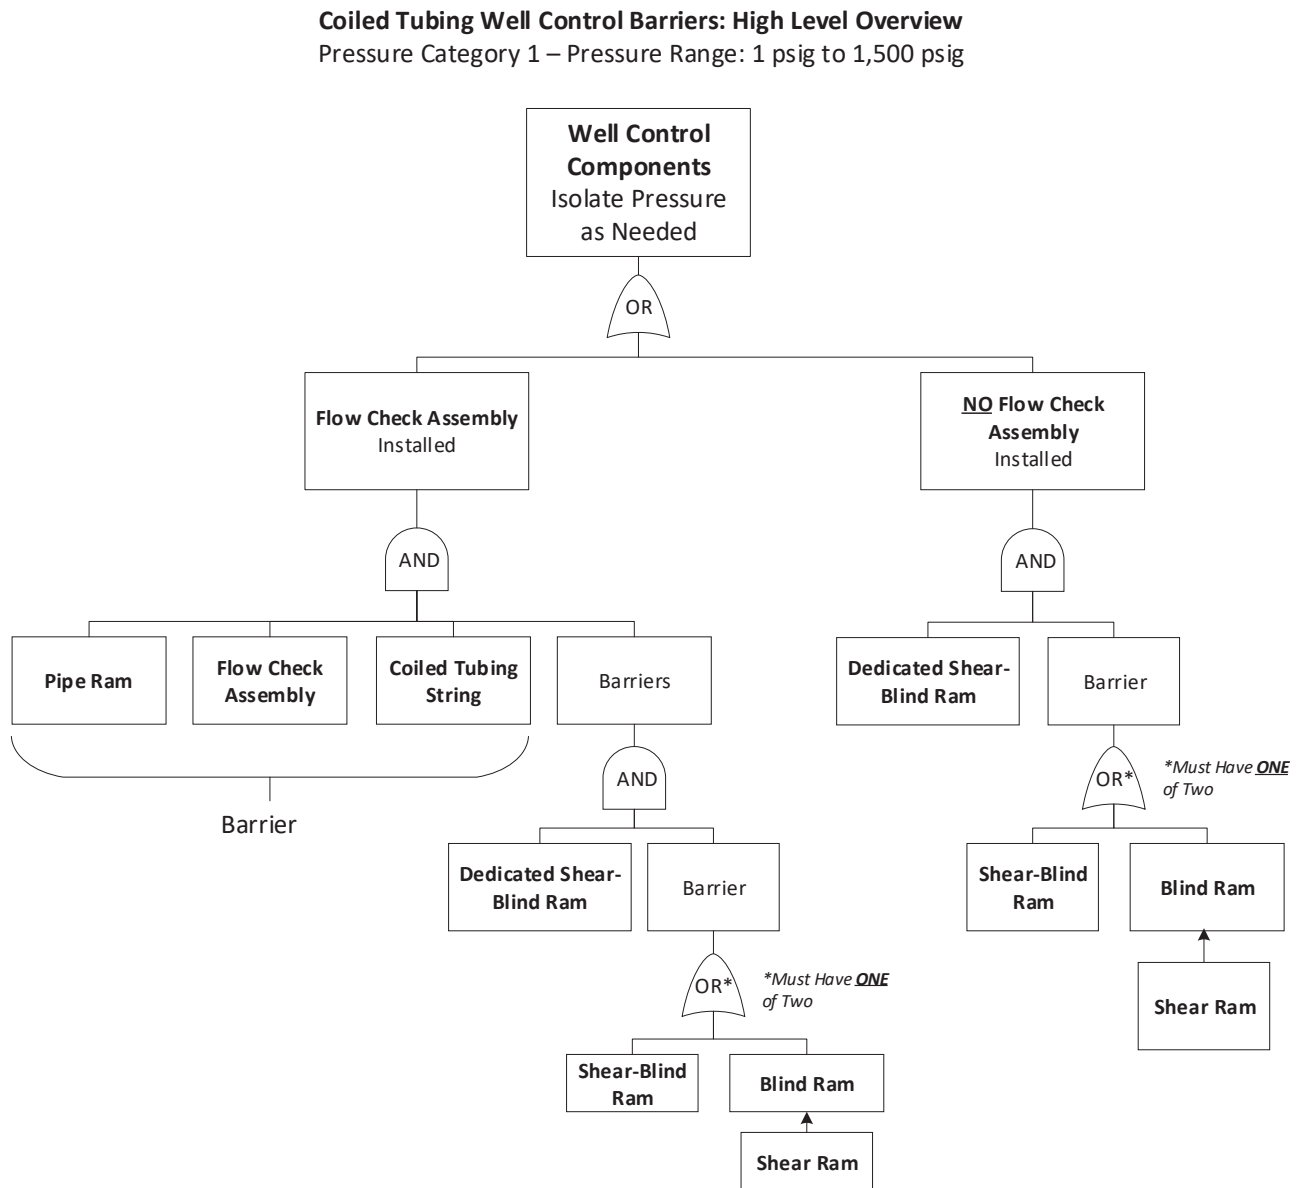 Coiled Tubing Well Control Barriers: High Level Overview
Pressure Category 1 – Pressure Range: 1 psig to 1,500 psig
Well Control
Components
Isolate Pressure
as Needed
OR
Flow Check Assembly
Installed
NO Flow Check
Assembly
Installed
AND
AND
Pipe Ram
Flow Check
Assembly
Coiled Tubing
String
Barriers
Dedicated Shear-
Blind Ram
Barrier
Barrier
AND
OR*
*Must Have ONE
of Two
Dedicated Shear-
Blind Ram
Barrier
Shear-Blind
Ram
Blind Ram
OR*
*Must Have ONE
of Two
Shear Ram
Shear-Blind
Ram
Blind Ram
Shear Ram